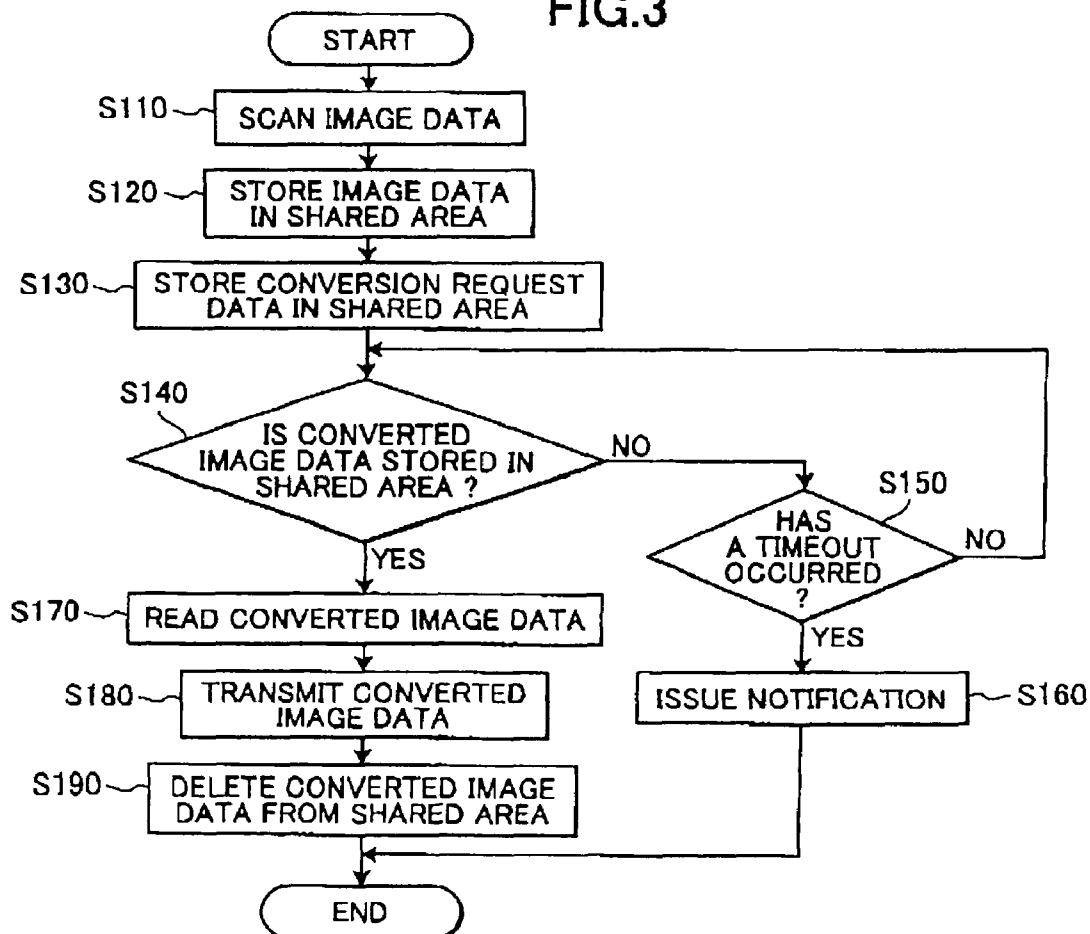 FIG.3
START
S110
SCAN IMAGE DATA
S120
STORE IMAGE DATA
IN SHARED AREA
S130
STORE CONVERSION REQUEST
DATA IN SHARED AREA
S140
IS CONVERTED
IMAGE DATA STORED IN
SHARED AREA ?
NO
S150
HAS
A TIMEOUT
OCCURRED
?
NO
YES
YES
S170
READ CONVERTED IMAGE DATA
S180
TRANSMIT CONVERTED
IMAGE DATA
ISSUE NOTIFICATION
S160
S190
DELETE CONVERTED IMAGE
DATA FROM SHARED AREA
END